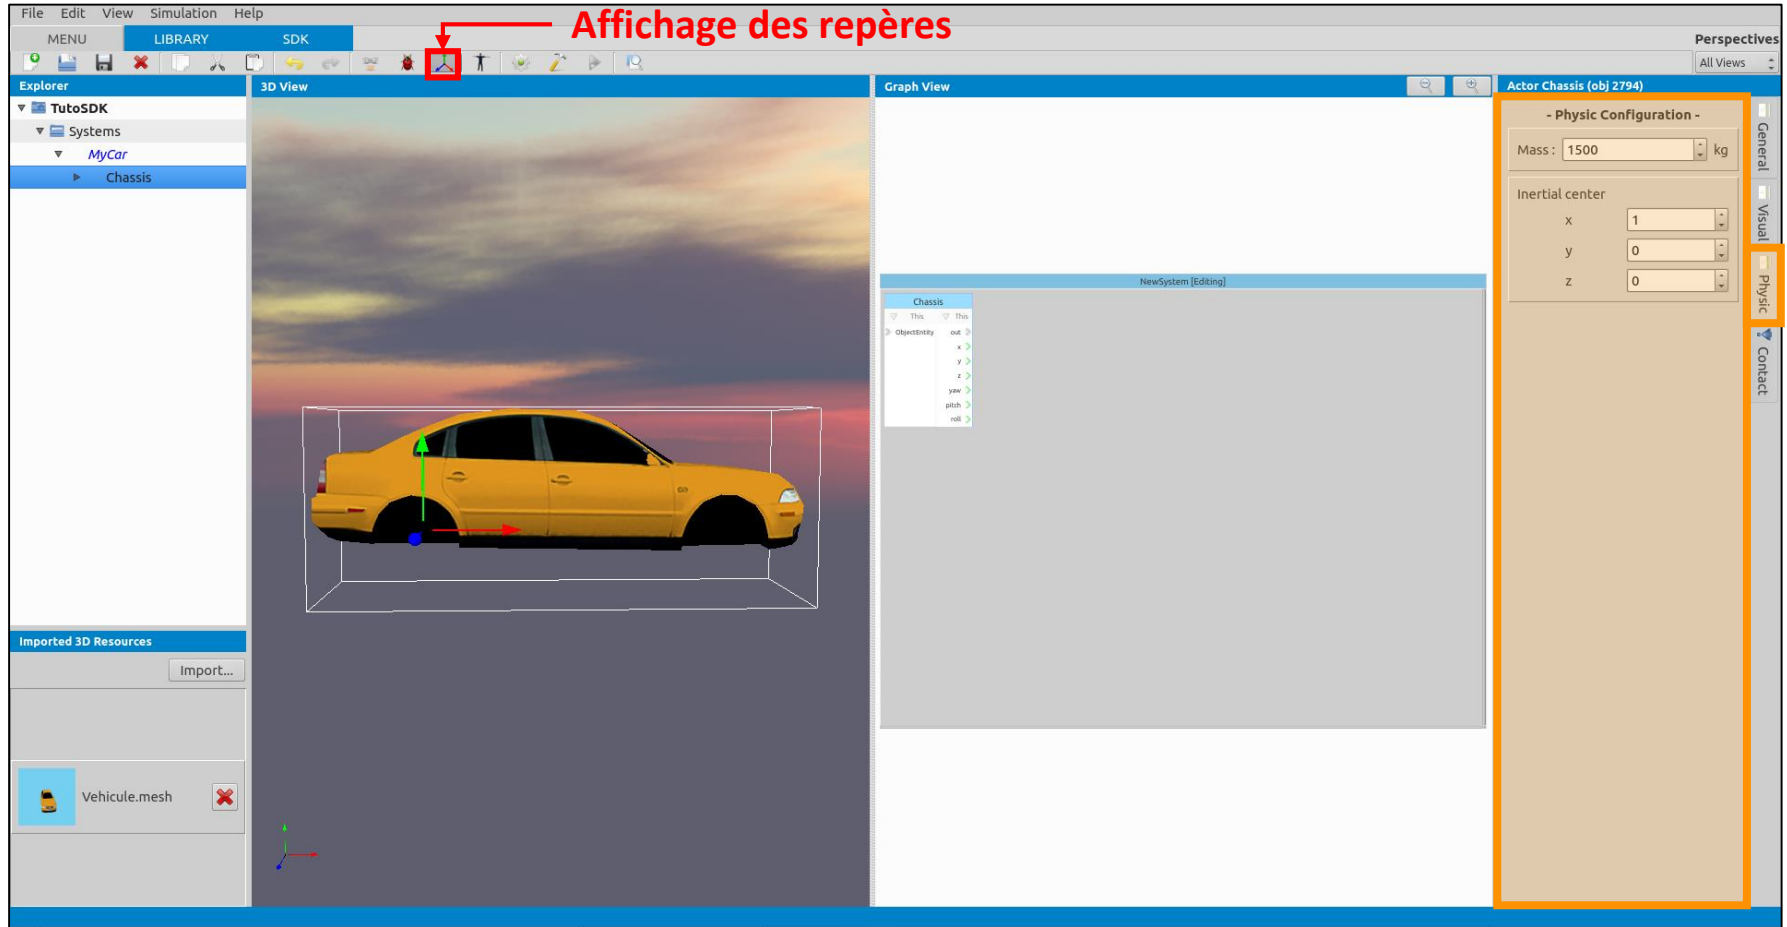 File Edit View Simulation Help
Affichage des repères
MENU LIBRARY SDK
Perspectives
All Views
Explorer
TutoSDK
Systems
MyCar
Chassis
Imported 3D Resources
Import...
Vehicule.mesh
3D View
Graph View
NewSystem [Editing]
Chassis
This This
ObjectEntity out
x
y
z
yaw
pitch
roll
Actor Chassis (obj 2794)
- Physic Configuration -
Mass : 1500 kg
Inertial center
x 1
y 0
z 0
General
Visual
Physic
Contact